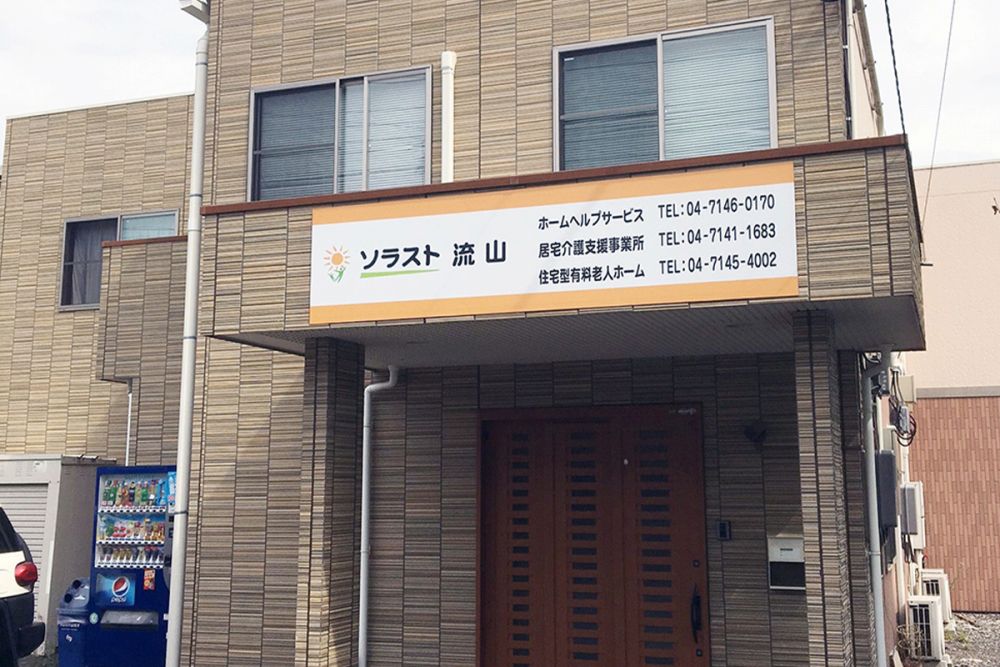 ソラスト 流山
ホームヘルプサービス TEL:04-7146-0170
居宅介護支援事業所 TEL:04-7141-1683
住宅型有料老人ホーム TEL:04-7145-4002
pepsi